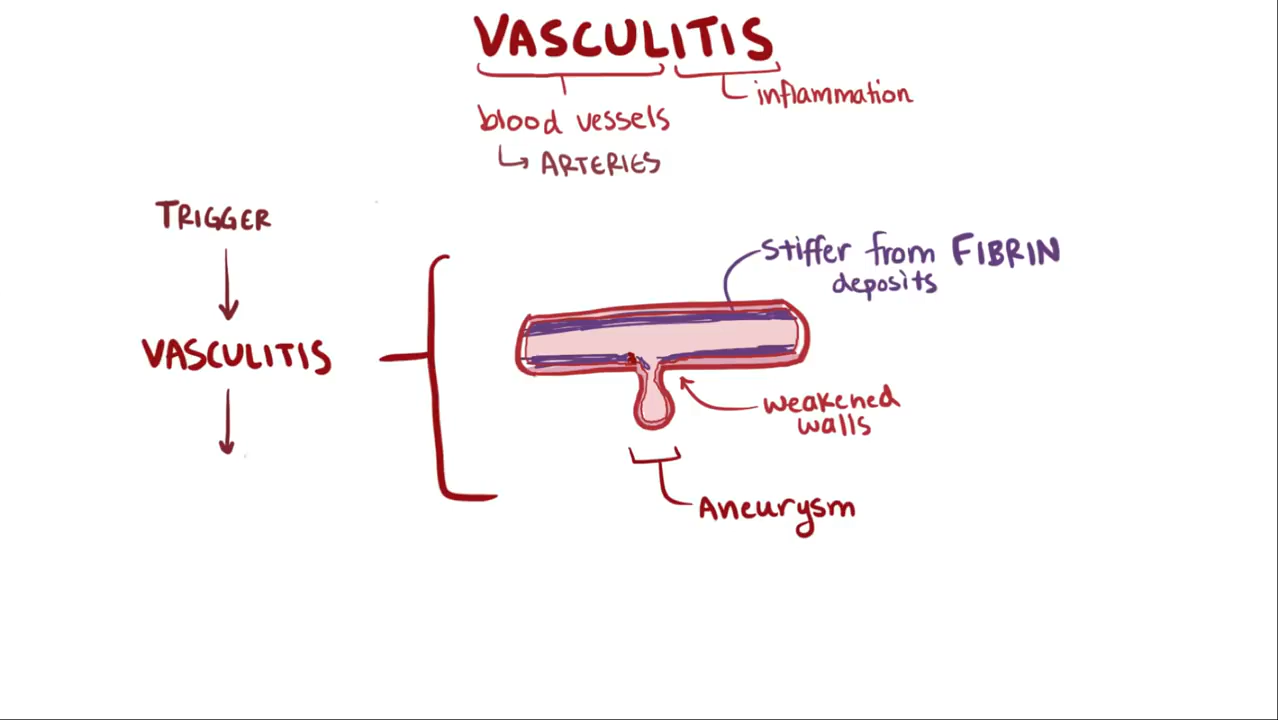 VASCULITIS
inflammation
blood vessels
↳ ARTERIES
TRIGGER
stiffer from FIBRIN
deposits
VASCULITIS
weakened
walls
Aneurysm